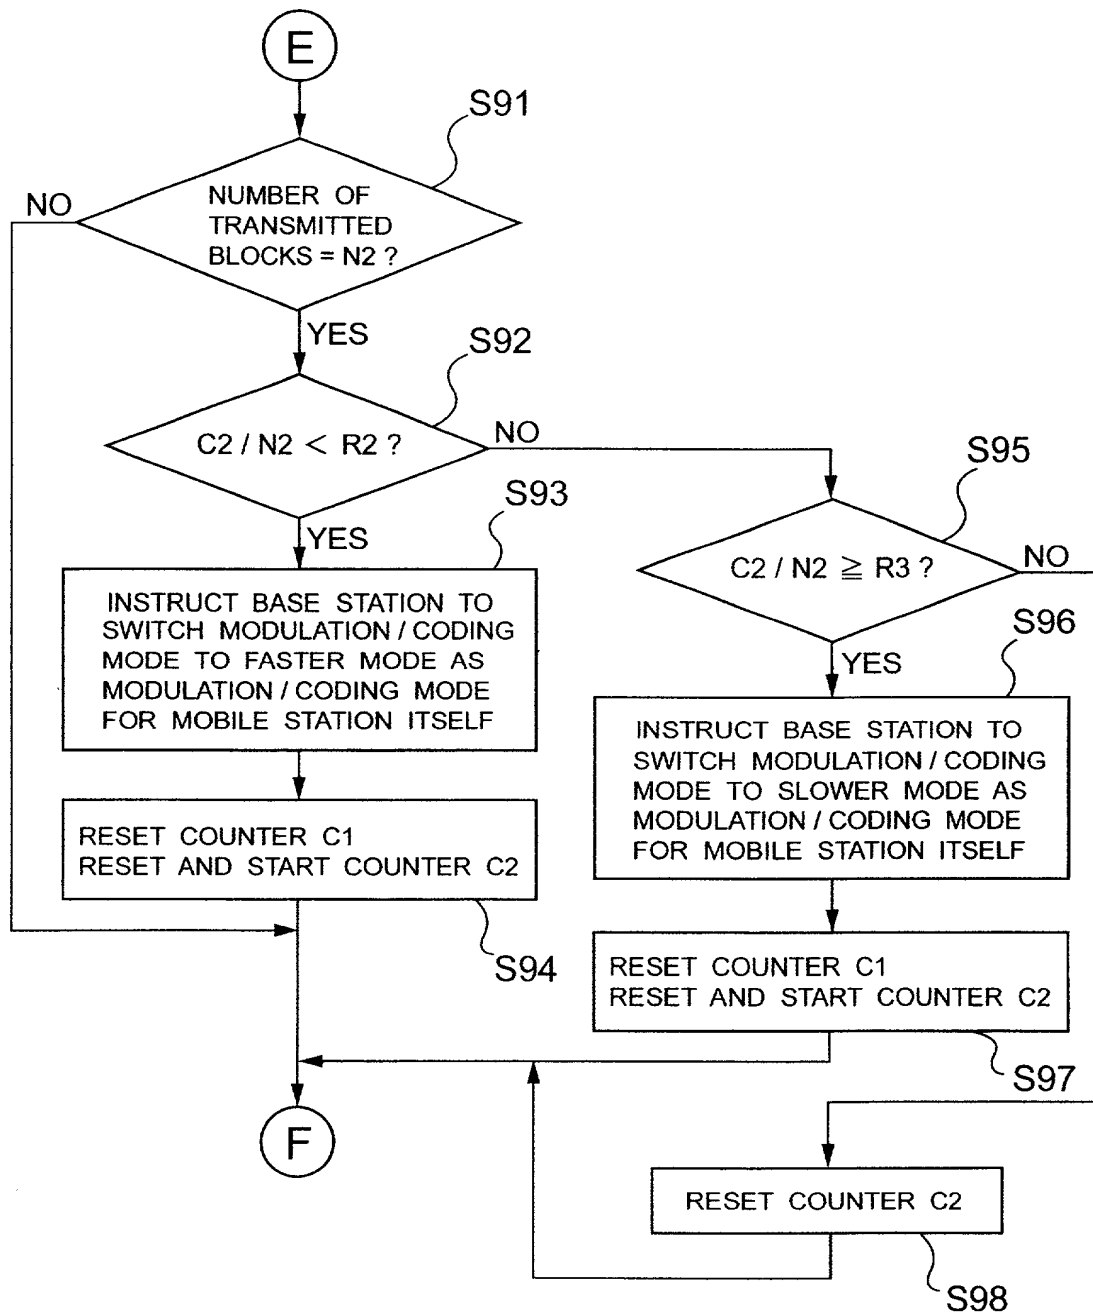 E
S91
NO
NUMBER OF
TRANSMITTED
BLOCKS = N2 ?
YES
S92
C2 / N2 < R2 ?
NO
S95
S93
YES
C2 / N2 ≧ R3 ?
NO
INSTRUCT BASE STATION TO
SWITCH MODULATION / CODING
MODE TO FASTER MODE AS
MODULATION / CODING MODE
FOR MOBILE STATION ITSELF
S96
YES
INSTRUCT BASE STATION TO
SWITCH MODULATION / CODING
MODE TO SLOWER MODE AS
MODULATION / CODING MODE
FOR MOBILE STATION ITSELF
RESET COUNTER C1
RESET AND START COUNTER C2
S94
RESET COUNTER C1
RESET AND START COUNTER C2
S97
F
RESET COUNTER C2
S98